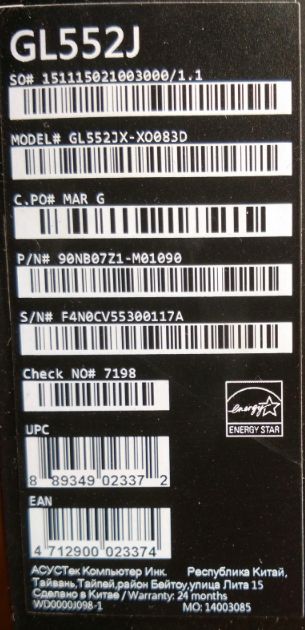 GL552J
SO# 151115021003000/1.1
MODEL# GL552JX-XO083D
C.PO# MAR G
P/N# 90NB07Z1-M01090
S/N# F4N0CV55300117A
Check NO# 7198
energy
ENERGY STAR
UPC
8 89349 02337 2
EAN
4 712900 023374
АСУСТек Компьютер Инк. Республика Китай,
Тайвань,Тайпей,район Бейтоу,улица Лита 15
Сделано в Китае / Warranty: 24 months
WD0000J098-1 MO: 14003085